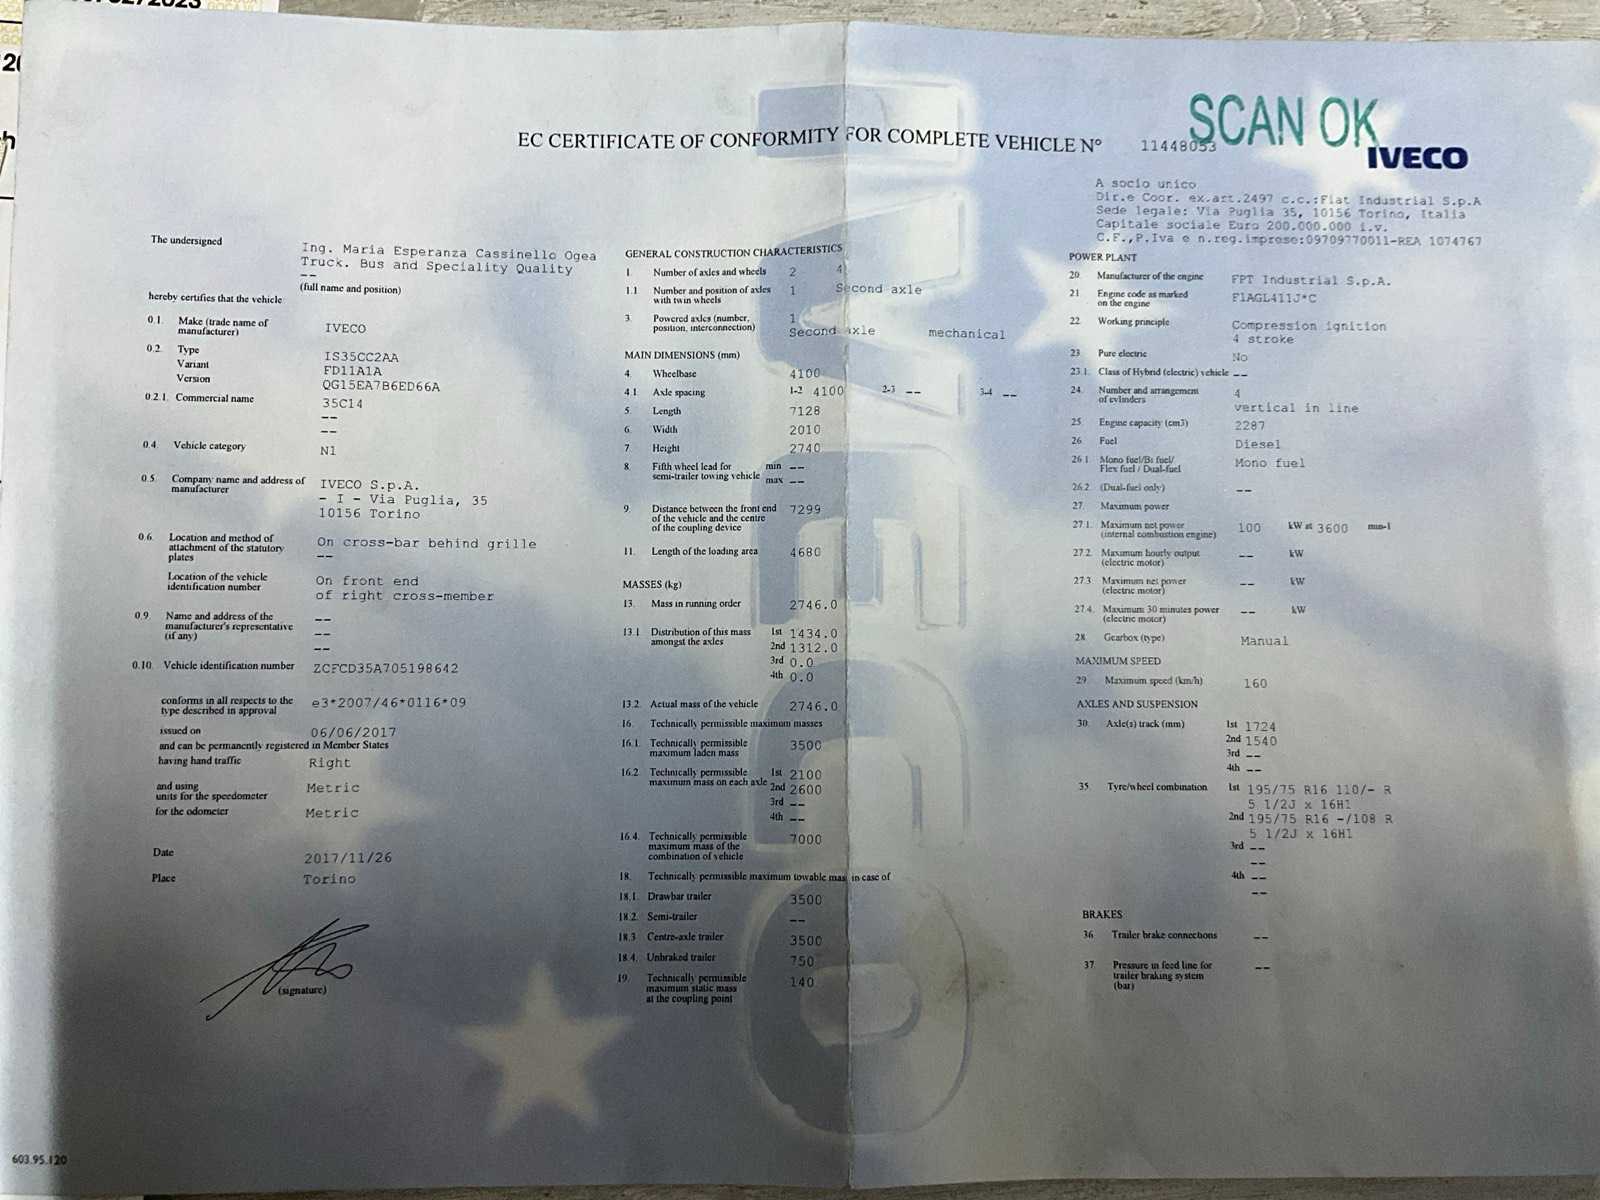 SCAN OK
EC CERTIFICATE OF CONFORMITY FOR COMPLETE VEHICLE N° 11448053
IVECO
A socio unico
Dir.e Coor. ex.art.2497 c.c.:Fiat Industrial S.p.A
Sede legale: Via Puglia 35, 10156 Torino, Italia
Capitale sociale Euro 200.000.000 i.v.
C.F.,P.Iva e n.reg.imprese:09709770011-REA 1074767
The undersigned
Ing. Maria Esperanza Cassinello Ogea
Truck. Bus and Speciality Quality
--
(full name and position)
hereby certifies that the vehicle
0.1. Make (trade name of manufacturer) IVECO
0.2. Type IS35CC2AA
Variant FD11A1A
Version QG15EA7B6ED66A
0.2.1. Commercial name 35C14
--
--
0.4. Vehicle category N1
0.5. Company name and address of manufacturer
IVECO S.p.A.
- I - Via Puglia, 35
10156 Torino
0.6. Location and method of attachment of the statutory plates
On cross-bar behind grille
--
Location of the vehicle identification number
On front end
of right cross-member
0.9. Name and address of the manufacturer's representative (if any)
--
--
--
0.10. Vehicle identification number ZCFCD35A705198642
conforms in all respects to the type described in approval e3*2007/46*0116*09
issued on 06/06/2017
and can be permanently registered in Member States
having hand traffic Right
and using units for the speedometer Metric
for the odometer Metric
Date 2017/11/26
Place Torino
(signature)
603.95.120
GENERAL CONSTRUCTION CHARACTERISTICS
1. Number of axles and wheels 2 4
1.1 Number and position of axles with twin wheels 1 Second axle
3. Powered axles (number, position, interconnection) 1
Second axle mechanical
MAIN DIMENSIONS (mm)
4. Wheelbase 4100
4.1 Axle spacing 1-2 4100 2-3 -- 3-4 --
5. Length 7128
6. Width 2010
7. Height 2740
8. Fifth wheel lead for semi-trailer towing vehicle min --
max --
9. Distance between the front end of the vehicle and the centre of the coupling device 7299
11. Length of the loading area 4680
MASSES (kg)
13. Mass in running order 2746.0
13.1 Distribution of this mass amongst the axles 1st 1434.0
2nd 1312.0
3rd 0.0
4th 0.0
13.2. Actual mass of the vehicle 2746.0
16. Technically permissible maximum masses
16.1. Technically permissible maximum laden mass 3500
16.2. Technically permissible maximum mass on each axle 1st 2100
2nd 2600
3rd --
4th --
16.4. Technically permissible maximum mass of the combination of vehicle 7000
18. Technically permissible maximum towable mass in case of
18.1. Drawbar trailer 3500
18.2. Semi-trailer --
18.3 Centre-axle trailer 3500
18.4. Unbraked trailer 750
19. Technically permissible maximum static mass at the coupling point 140
POWER PLANT
20. Manufacturer of the engine FPT Industrial S.p.A.
21. Engine code as marked on the engine F1AGL411J*C
22. Working principle Compression ignition
4 stroke
23. Pure electric No
23.1. Class of Hybrid (electric) vehicle --
24. Number and arrangement of cylinders 4
vertical in line
25. Engine capacity (cm3) 2287
26. Fuel Diesel
26.1 Mono fuel/Bi fuel/ Flex fuel / Dual-fuel Mono fuel
26.2. (Dual-fuel only) --
27. Maximum power
27.1. Maximum net power (internal combustion engine) 100 kW at 3600 min-1
27.2. Maximum hourly output (electric motor) -- kW
27.3 Maximum net power (electric motor) -- kW
27.4. Maximum 30 minutes power (electric motor) -- kW
28. Gearbox (type) Manual
MAXIMUM SPEED
29. Maximum speed (km/h) 160
AXLES AND SUSPENSION
30. Axle(s) track (mm) 1st 1724
2nd 1540
3rd --
4th --
35. Tyre/wheel combination 1st 195/75 R16 110/- R
5 1/2J x 16H1
2nd 195/75 R16 -/108 R
5 1/2J x 16H1
3rd --
--
4th --
--
BRAKES
36. Trailer brake connections --
37. Pressure in feed line for trailer braking system (bar) --